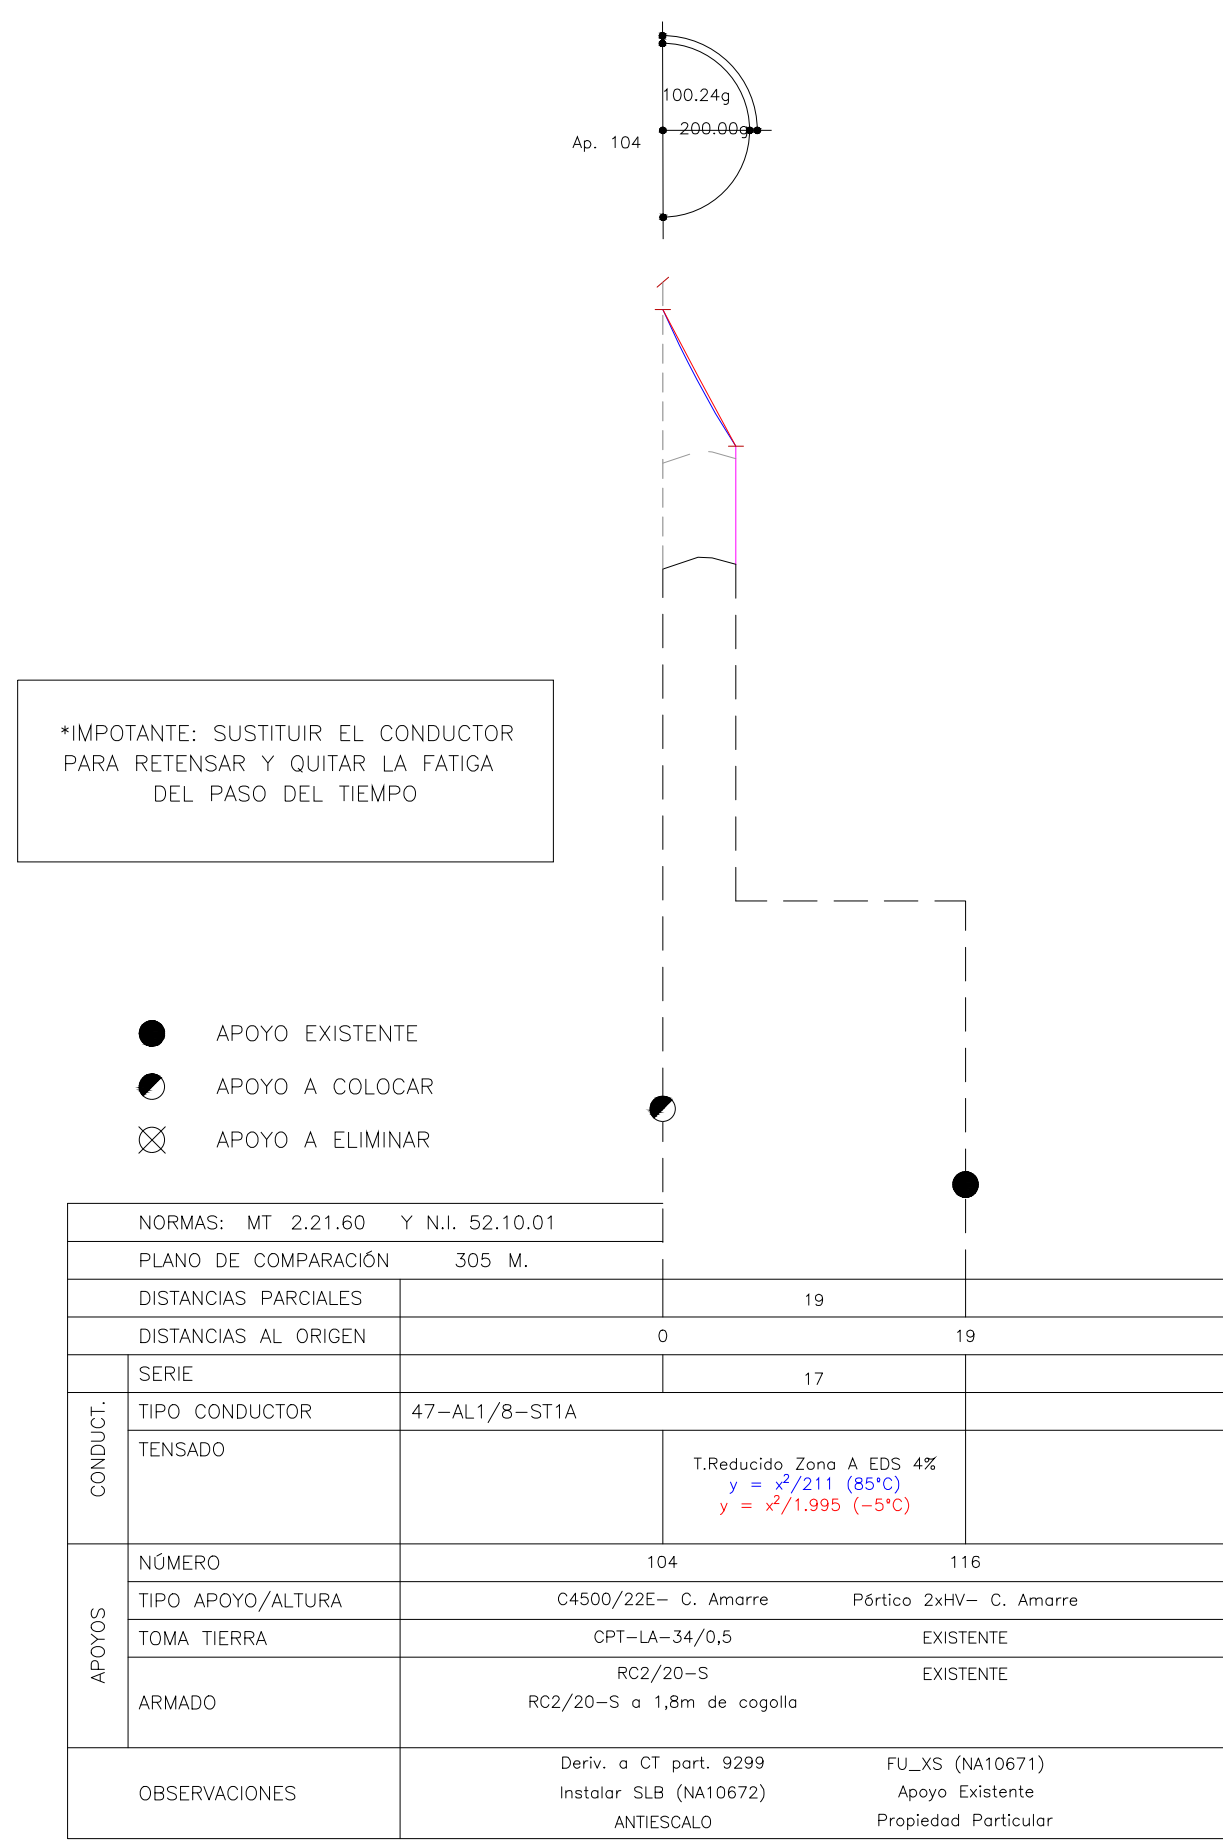 100.24g
200.00g
Ap. 104
*IMPOTANTE: SUSTITUIR EL CONDUCTOR
PARA RETENSAR Y QUITAR LA FATIGA
DEL PASO DEL TIEMPO
APOYO EXISTENTE
APOYO A COLOCAR
APOYO A ELIMINAR
NORMAS: MT 2.21.60 Y N.I. 52.10.01
PLANO DE COMPARACIÓN 305 M.
DISTANCIAS PARCIALES 19
DISTANCIAS AL ORIGEN 0 19
SERIE 17
CONDUCT.
TIPO CONDUCTOR 47-AL1/8-ST1A
TENSADO
T.Reducido Zona A EDS 4%
y = x²/211 (85°C)
y = x²/1.995 (-5°C)
APOYOS
NÚMERO 104 116
TIPO APOYO/ALTURA C4500/22E- C. Amarre Pórtico 2xHV- C. Amarre
TOMA TIERRA CPT-LA-34/0,5 EXISTENTE
ARMADO
RC2/20-S EXISTENTE
RC2/20-S a 1,8m de cogolla
OBSERVACIONES
Deriv. a CT part. 9299 FU_XS (NA10671)
Instalar SLB (NA10672) Apoyo Existente
ANTIESCALO Propiedad Particular